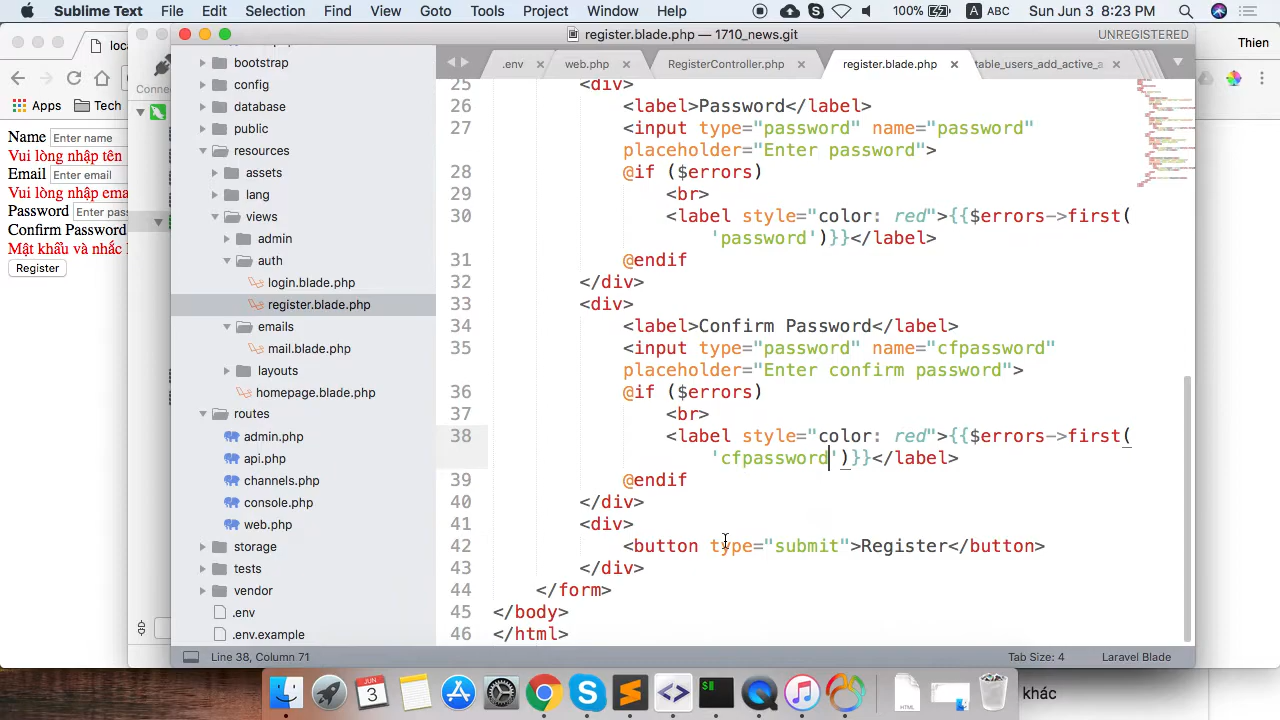 Sublime Text File Edit Selection Find View Goto Tools Project Window Help 100% A ABC Sun Jun 3 8:23 PM
register.blade.php — 1710_news.git UNREGISTERED
Thien
Apps Tech
Name Enter name
Vui lòng nhập tên
Email Enter email
Password
Confirm Password
Mật khẩu và nhắc
Register
bootstrap
config
database
public
resources
assets
lang
views
admin
auth
login.blade.php
register.blade.php
emails
mail.blade.php
layouts
homepage.blade.php
routes
admin.php
api.php
channels.php
console.php
web.php
storage
tests
vendor
.env
.env.example
.env web.php RegisterController.php register.blade.php table_users_add_active_a
25 <div>
26 <label>Password</label>
27 <input type="password" name="password"
placeholder="Enter password">
28 @if ($errors)
29 <br>
30 <label style="color: red">{{$errors->first(
'password')}}</label>
31 @endif
32 </div>
33 <div>
34 <label>Confirm Password</label>
35 <input type="password" name="cfpassword"
placeholder="Enter confirm password">
36 @if ($errors)
37 <br>
38 <label style="color: red">{{$errors->first(
'cfpassword')}}</label>
39 @endif
40 </div>
41 <div>
42 <button type="submit">Register</button>
43 </div>
44 </form>
45 </body>
46 </html>
Line 38, Column 71 Tab Size: 4 Laravel Blade
khác